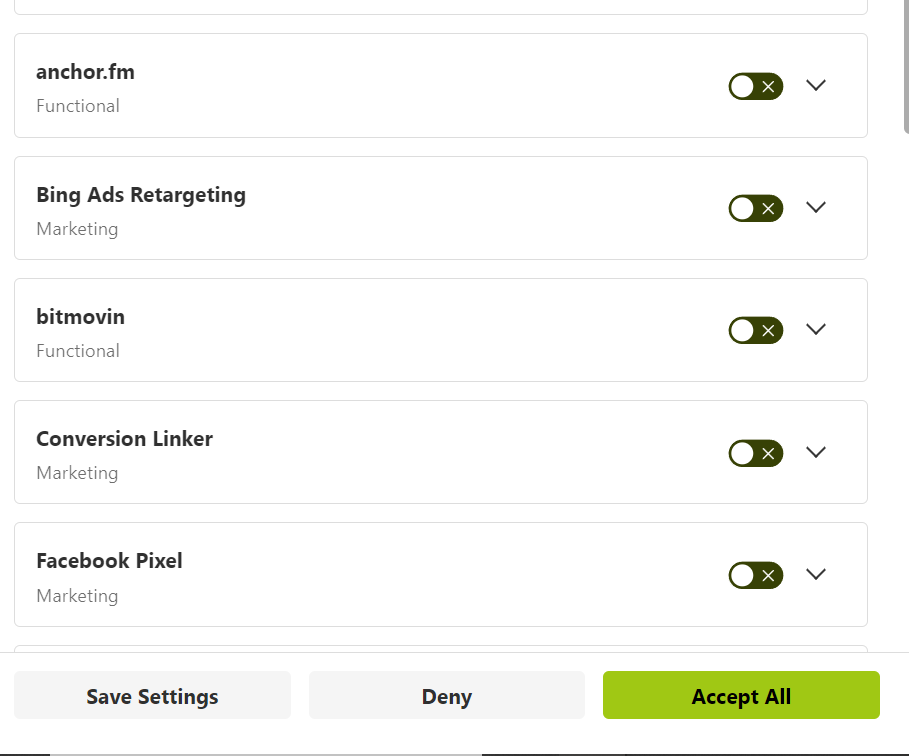 anchor.fm
Functional
Bing Ads Retargeting
Marketing
bitmovin
Functional
Conversion Linker
Marketing
Facebook Pixel
Marketing
Save Settings
Deny
Accept All